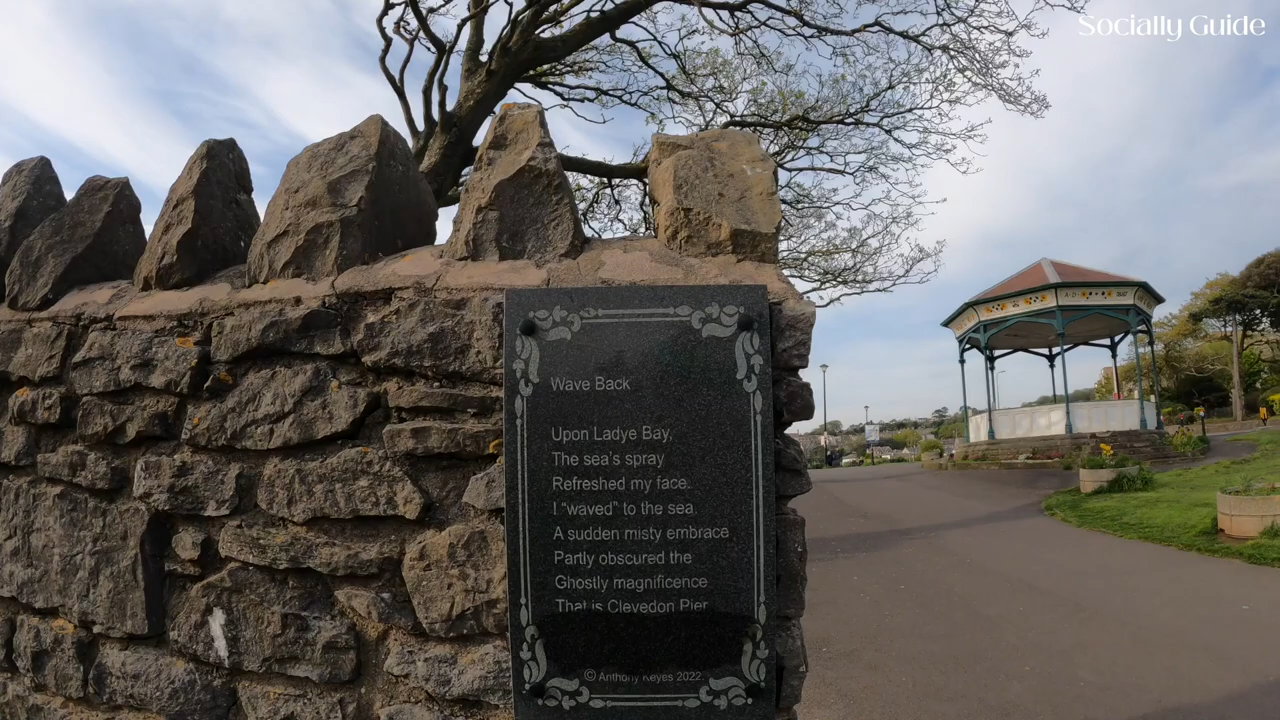 Socially Guide
A·D
1887
Wave Back
Upon Ladye Bay,
The sea's spray
Refreshed my face.
I “waved” to the sea.
A sudden misty embrace
Partly obscured the
Ghostly magnificence
That is Clevedon Pier
© Anthony Keyes 2022.